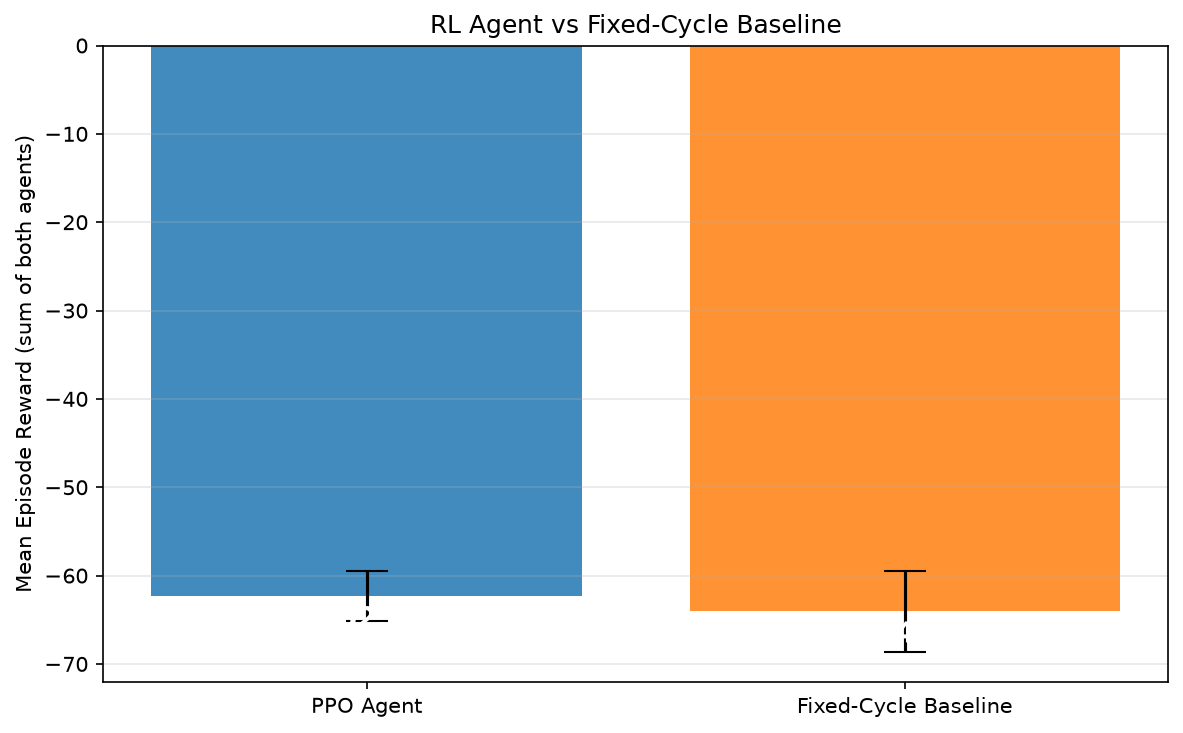 RL Agent vs Fixed-Cycle Baseline
Mean Episode Reward (sum of both agents)
0
−10
−20
−30
−40
−50
−60
−70
PPO Agent
Fixed-Cycle Baseline